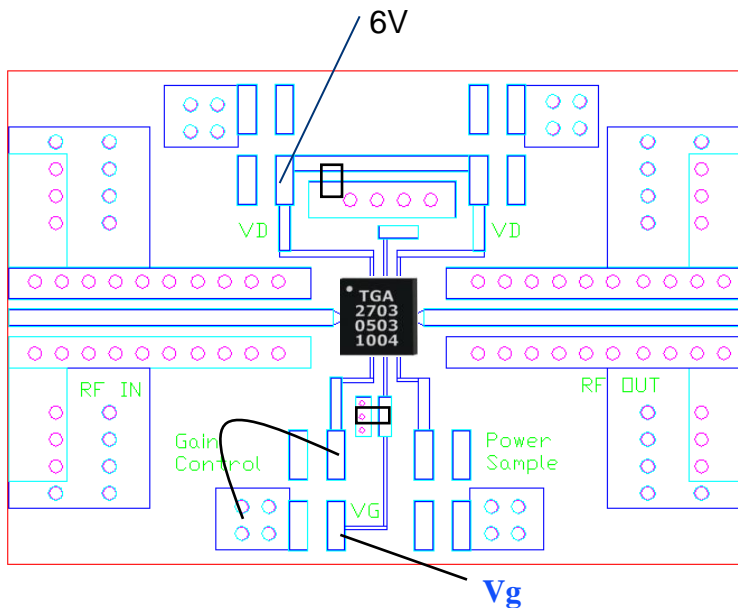 6V
VD
VD
TGA
2703
0503
1004
RF IN
RF OUT
Gain
Control
Power
Sample
VG
Vg